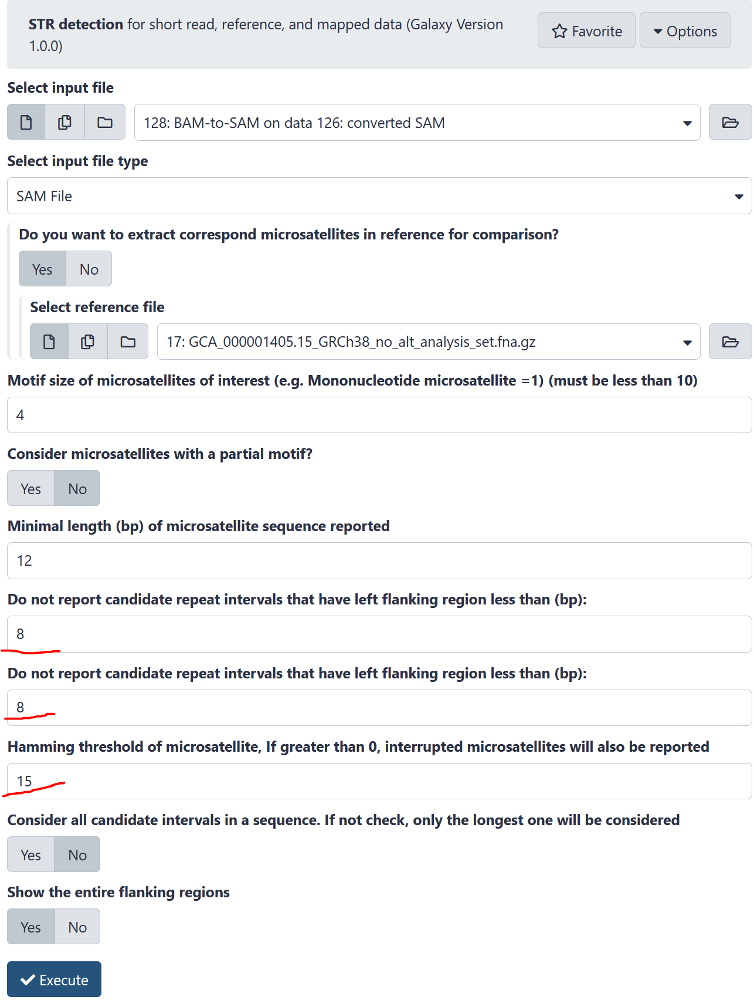 STR detection for short read, reference, and mapped data (Galaxy Version
1.0.0)
Favorite
Options
Select input file
128: BAM-to-SAM on data 126: converted SAM
Select input file type
SAM File
Do you want to extract correspond microsatellites in reference for comparison?
Yes No
Select reference file
17: GCA_000001405.15_GRCh38_no_alt_analysis_set.fna.gz
Motif size of microsatellites of interest (e.g. Mononucleotide microsatellite =1) (must be less than 10)
4
Consider microsatellites with a partial motif?
Yes No
Minimal length (bp) of microsatellite sequence reported
12
Do not report candidate repeat intervals that have left flanking region less than (bp):
8
Do not report candidate repeat intervals that have left flanking region less than (bp):
8
Hamming threshold of microsatellite, If greater than 0, interrupted microsatellites will also be reported
15
Consider all candidate intervals in a sequence. If not check, only the longest one will be considered
Yes No
Show the entire flanking regions
Yes No
Execute